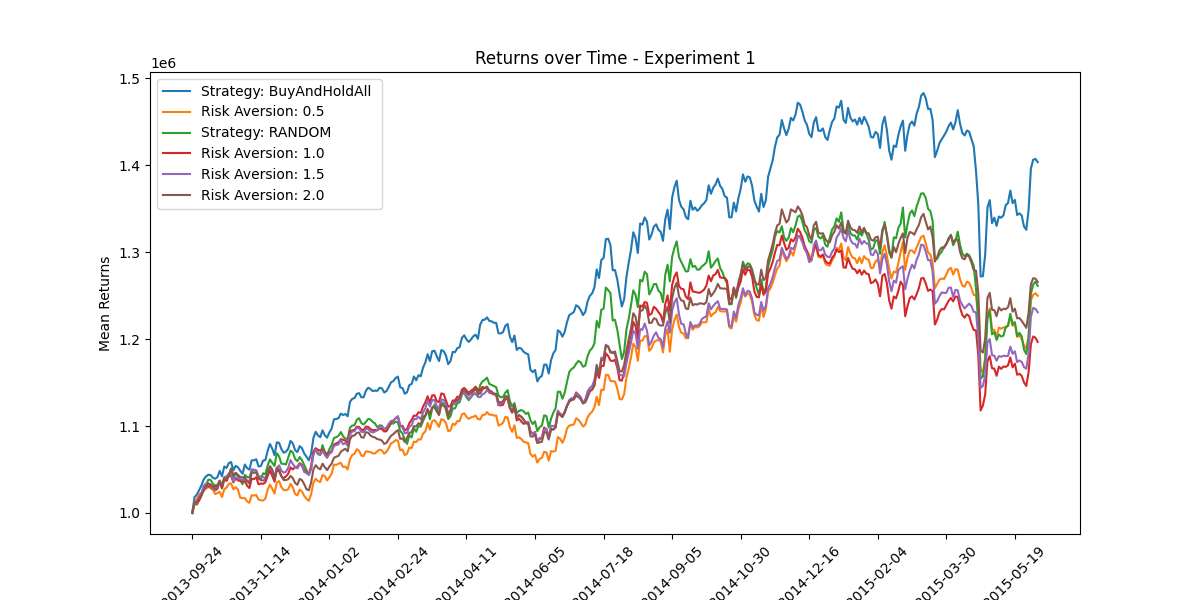 Returns over Time - Experiment 1
1e6
1.5
1.4
1.3
1.2
1.1
1.0
Mean Returns
Strategy: BuyAndHoldAll
Risk Aversion: 0.5
Strategy: RANDOM
Risk Aversion: 1.0
Risk Aversion: 1.5
Risk Aversion: 2.0
2013-09-24
2013-11-14
2014-01-02
2014-02-24
2014-04-11
2014-06-05
2014-07-18
2014-09-05
2014-10-30
2014-12-16
2015-02-04
2015-03-30
2015-05-19